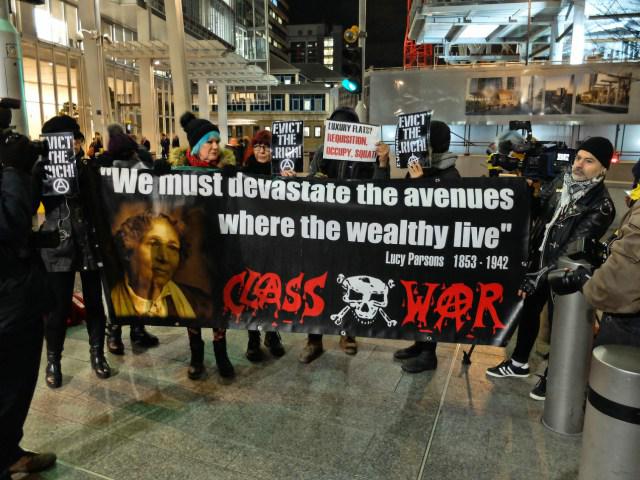 EVICT
THE
RICH!
EVICT
THE
RICH!
LUXURY FLATS?
REQUISITION,
OCCUPY, SQUAT
EVICT
THE
RICH!
"We must devastate the avenues
where the wealthy live"
Lucy Parsons 1853 - 1942
CLASS WAR